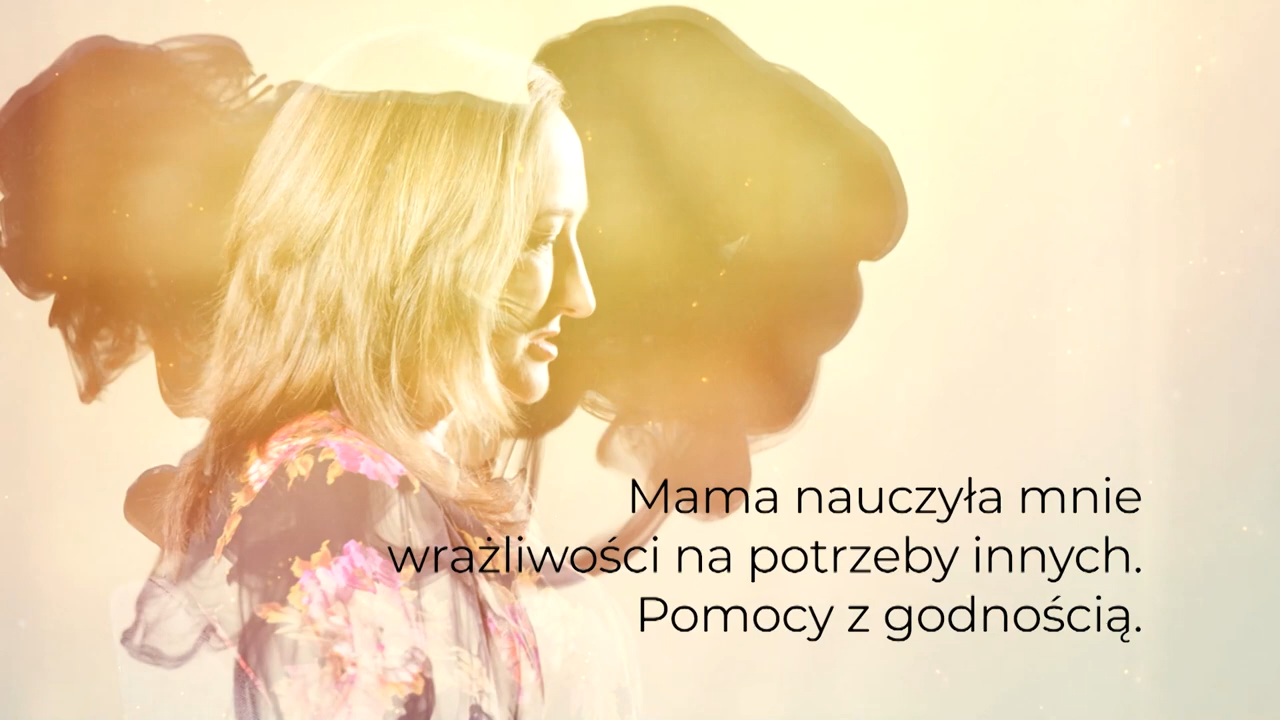 Mama nauczyła mnie
wrażliwości na potrzeby innych.
Pomocy z godnością.